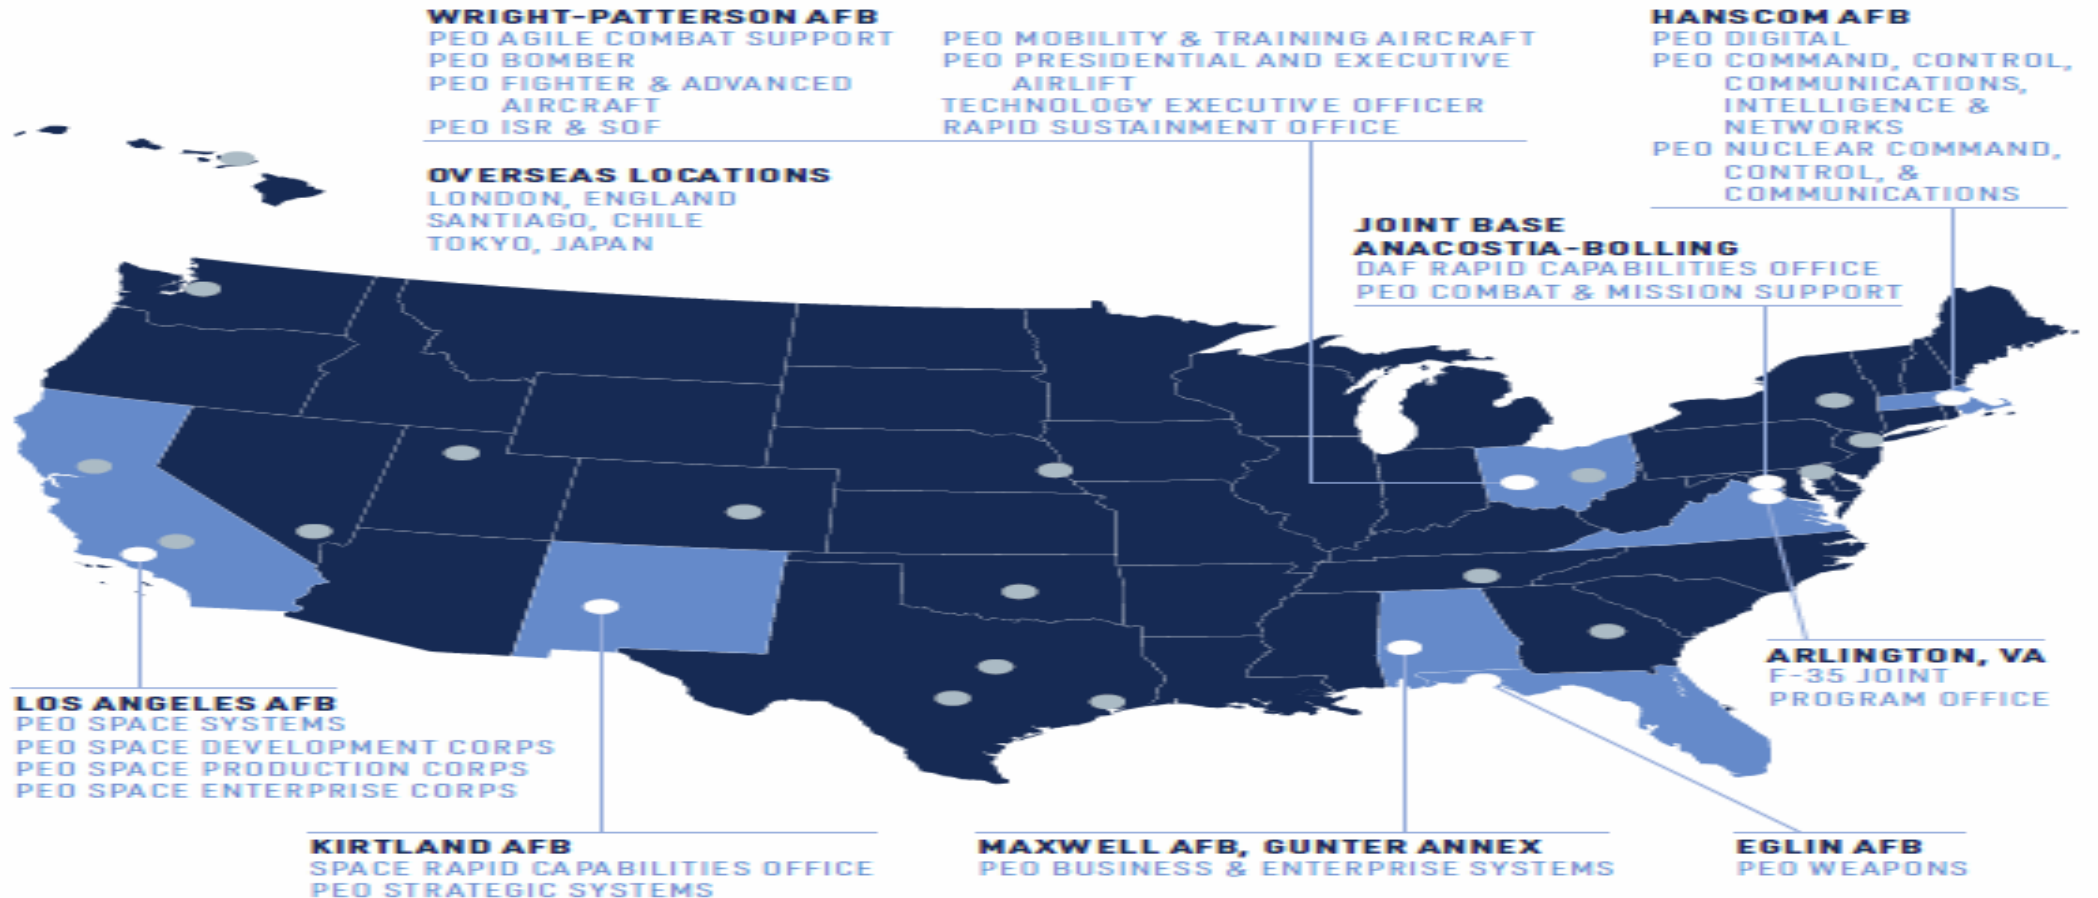 WRIGHT-PATTERSON AFB
PEO AGILE COMBAT SUPPORT
PEO BOMBER
PEO FIGHTER & ADVANCED
AIRCRAFT
PEO ISR & SOF
PEO MOBILITY & TRAINING AIRCRAFT
PEO PRESIDENTIAL AND EXECUTIVE
AIRLIFT
TECHNOLOGY EXECUTIVE OFFICER
RAPID SUSTAINMENT OFFICE
HANSCOM AFB
PEO DIGITAL
PEO COMMAND, CONTROL,
COMMUNICATIONS,
INTELLIGENCE &
NETWORKS
PEO NUCLEAR COMMAND,
CONTROL, &
COMMUNICATIONS
OVERSEAS LOCATIONS
LONDON, ENGLAND
SANTIAGO, CHILE
TOKYO, JAPAN
JOINT BASE
ANACOSTIA-BOLLING
DAF RAPID CAPABILITIES OFFICE
PEO COMBAT & MISSION SUPPORT
ARLINGTON, VA
F-35 JOINT
PROGRAM OFFICE
LOS ANGELES AFB
PEO SPACE SYSTEMS
PEO SPACE DEVELOPMENT CORPS
PEO SPACE PRODUCTION CORPS
PEO SPACE ENTERPRISE CORPS
KIRTLAND AFB
SPACE RAPID CAPABILITIES OFFICE
PEO STRATEGIC SYSTEMS
MAXWELL AFB, GUNTER ANNEX
PEO BUSINESS & ENTERPRISE SYSTEMS
EGLIN AFB
PEO WEAPONS